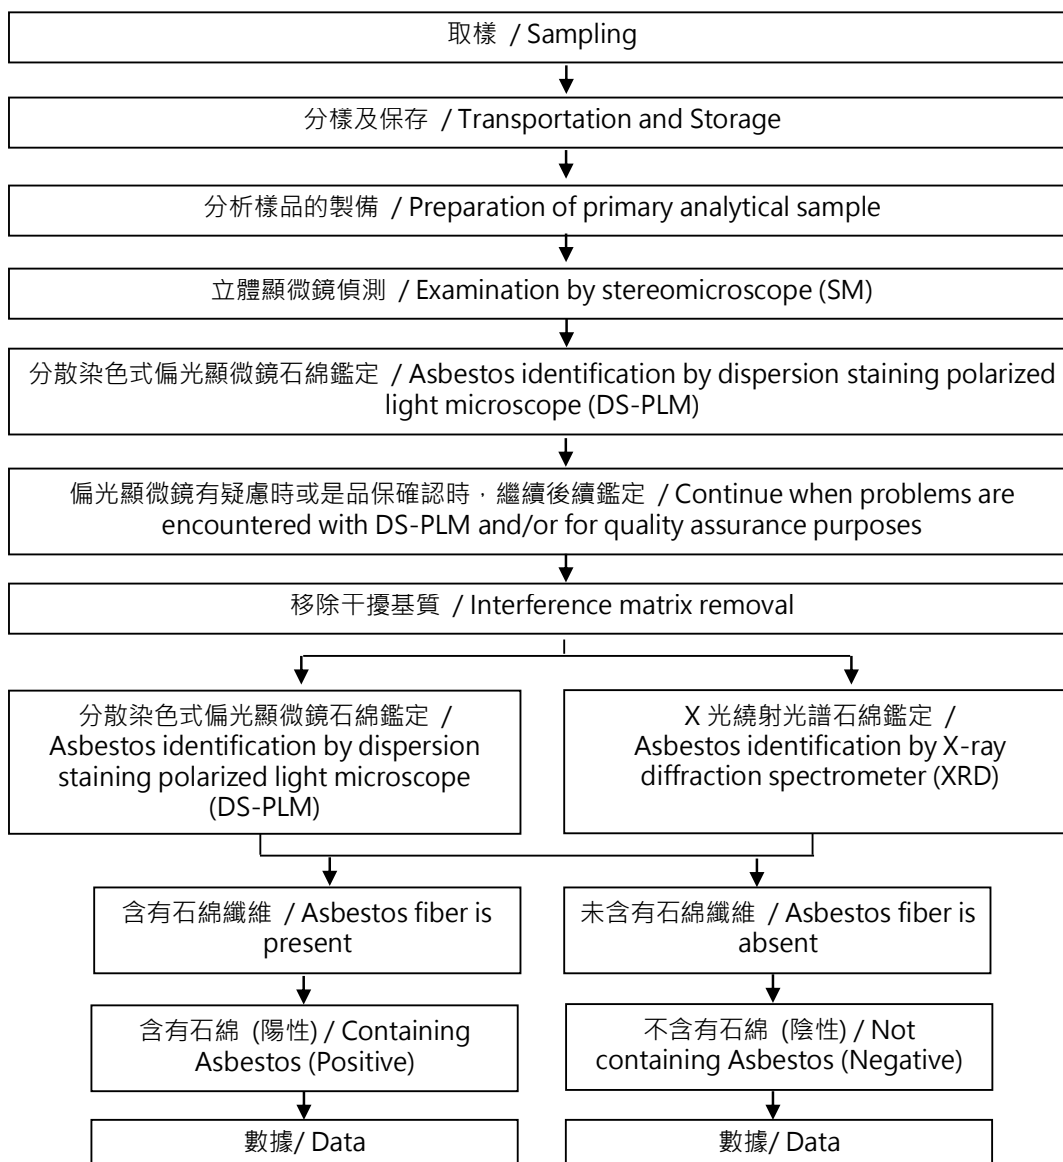 取樣 / Sampling
分樣及保存 / Transportation and Storage
分析樣品的製備 / Preparation of primary analytical sample
立體顯微鏡偵測 / Examination by stereomicroscope (SM)
分散染色式偏光顯微鏡石綿鑑定 / Asbestos identification by dispersion staining polarized
light microscope (DS-PLM)
偏光顯微鏡有疑慮時或是品保確認時，繼續後續鑑定 / Continue when problems are
encountered with DS-PLM and/or for quality assurance purposes
移除干擾基質 / Interference matrix removal
分散染色式偏光顯微鏡石綿鑑定 /
Asbestos identification by dispersion
staining polarized light microscope
(DS-PLM)
X 光繞射光譜石綿鑑定 /
Asbestos identification by X-ray
diffraction spectrometer (XRD)
含有石綿纖維 / Asbestos fiber is
present
未含有石綿纖維 / Asbestos fiber is
absent
含有石綿 (陽性) / Containing
Asbestos (Positive)
不含有石綿 (陰性) / Not
containing Asbestos (Negative)
數據/ Data
數據/ Data